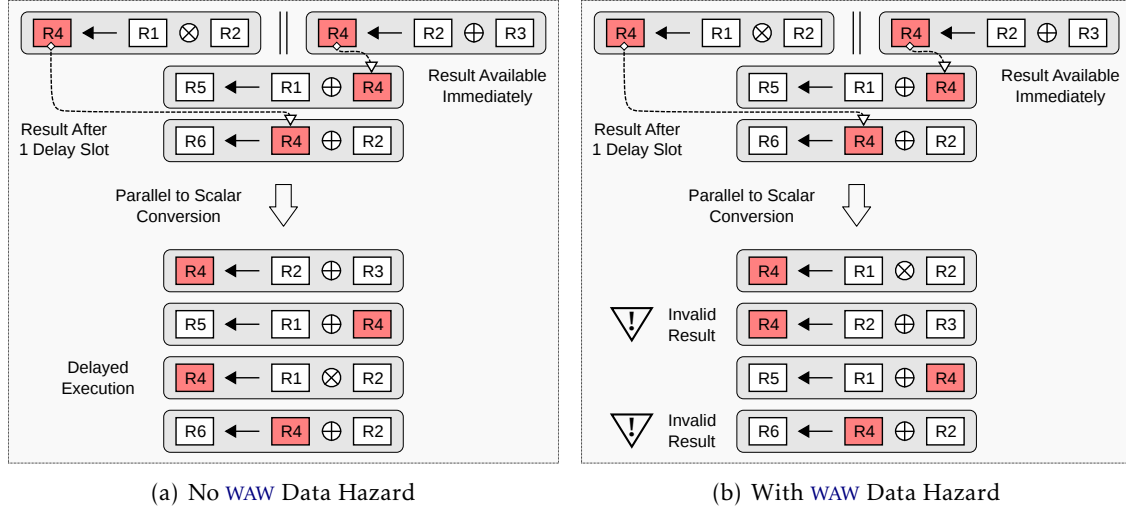 R4 ← R1 ⊗ R2 || R4 ← R2 ⊕ R3
R5 ← R1 ⊕ R4
Result Available
Immediately
Result After
1 Delay Slot
R6 ← R4 ⊕ R2
Parallel to Scalar
Conversion
R4 ← R2 ⊕ R3
R5 ← R1 ⊕ R4
Delayed
Execution
R4 ← R1 ⊗ R2
R6 ← R4 ⊕ R2
(a) No WAW Data Hazard
R4 ← R1 ⊗ R2 || R4 ← R2 ⊕ R3
R5 ← R1 ⊕ R4
Result Available
Immediately
Result After
1 Delay Slot
R6 ← R4 ⊕ R2
Parallel to Scalar
Conversion
R4 ← R1 ⊗ R2
! Invalid
Result
R4 ← R2 ⊕ R3
R5 ← R1 ⊕ R4
! Invalid
Result
R6 ← R4 ⊕ R2
(b) With WAW Data Hazard